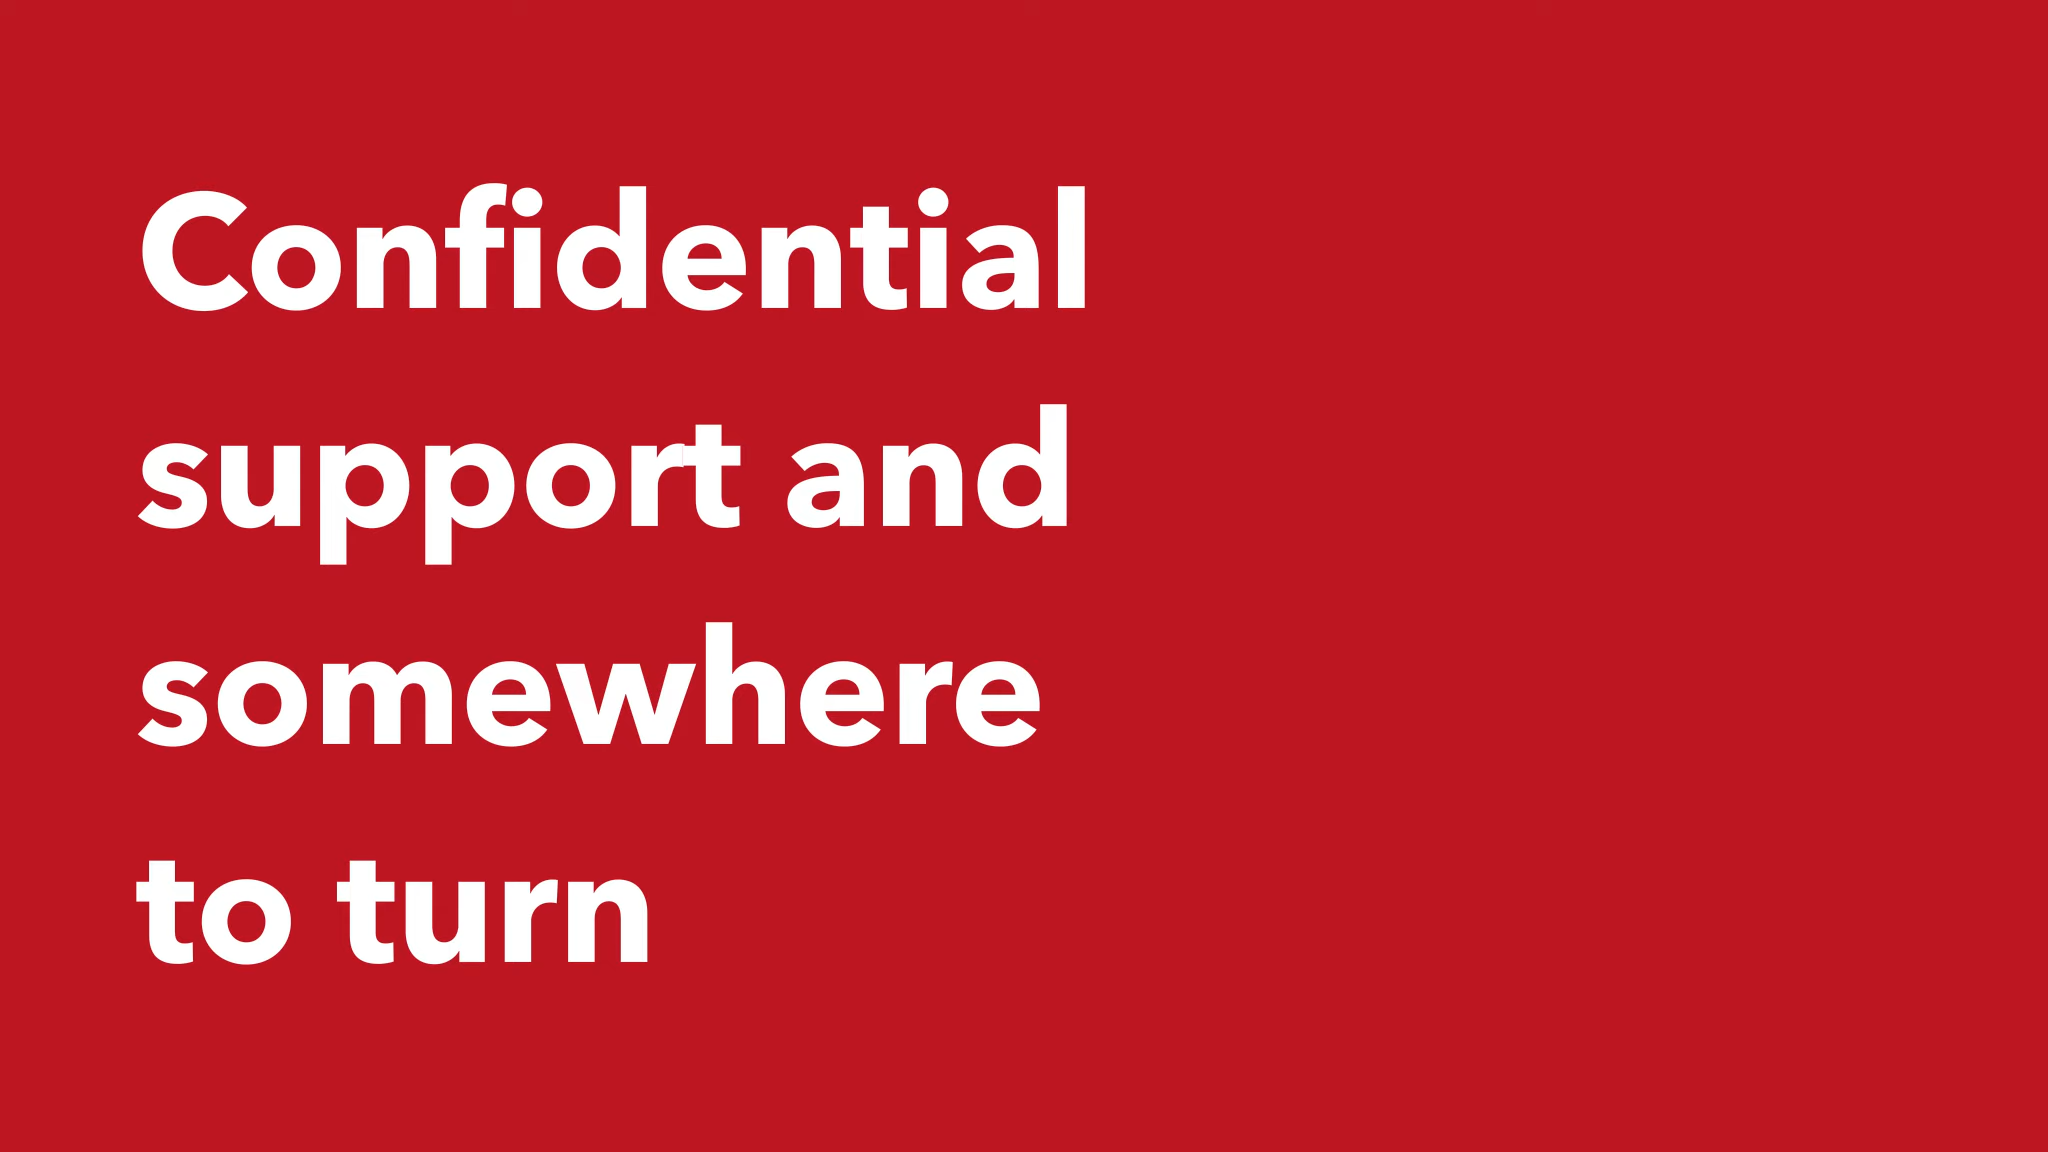 Confidential
support and
somewhere
to turn